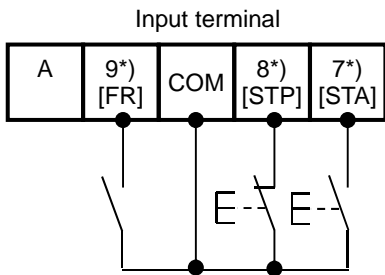 Input terminal
A 9*) COM 8*) 7*)
[FR] [STP] [STA]